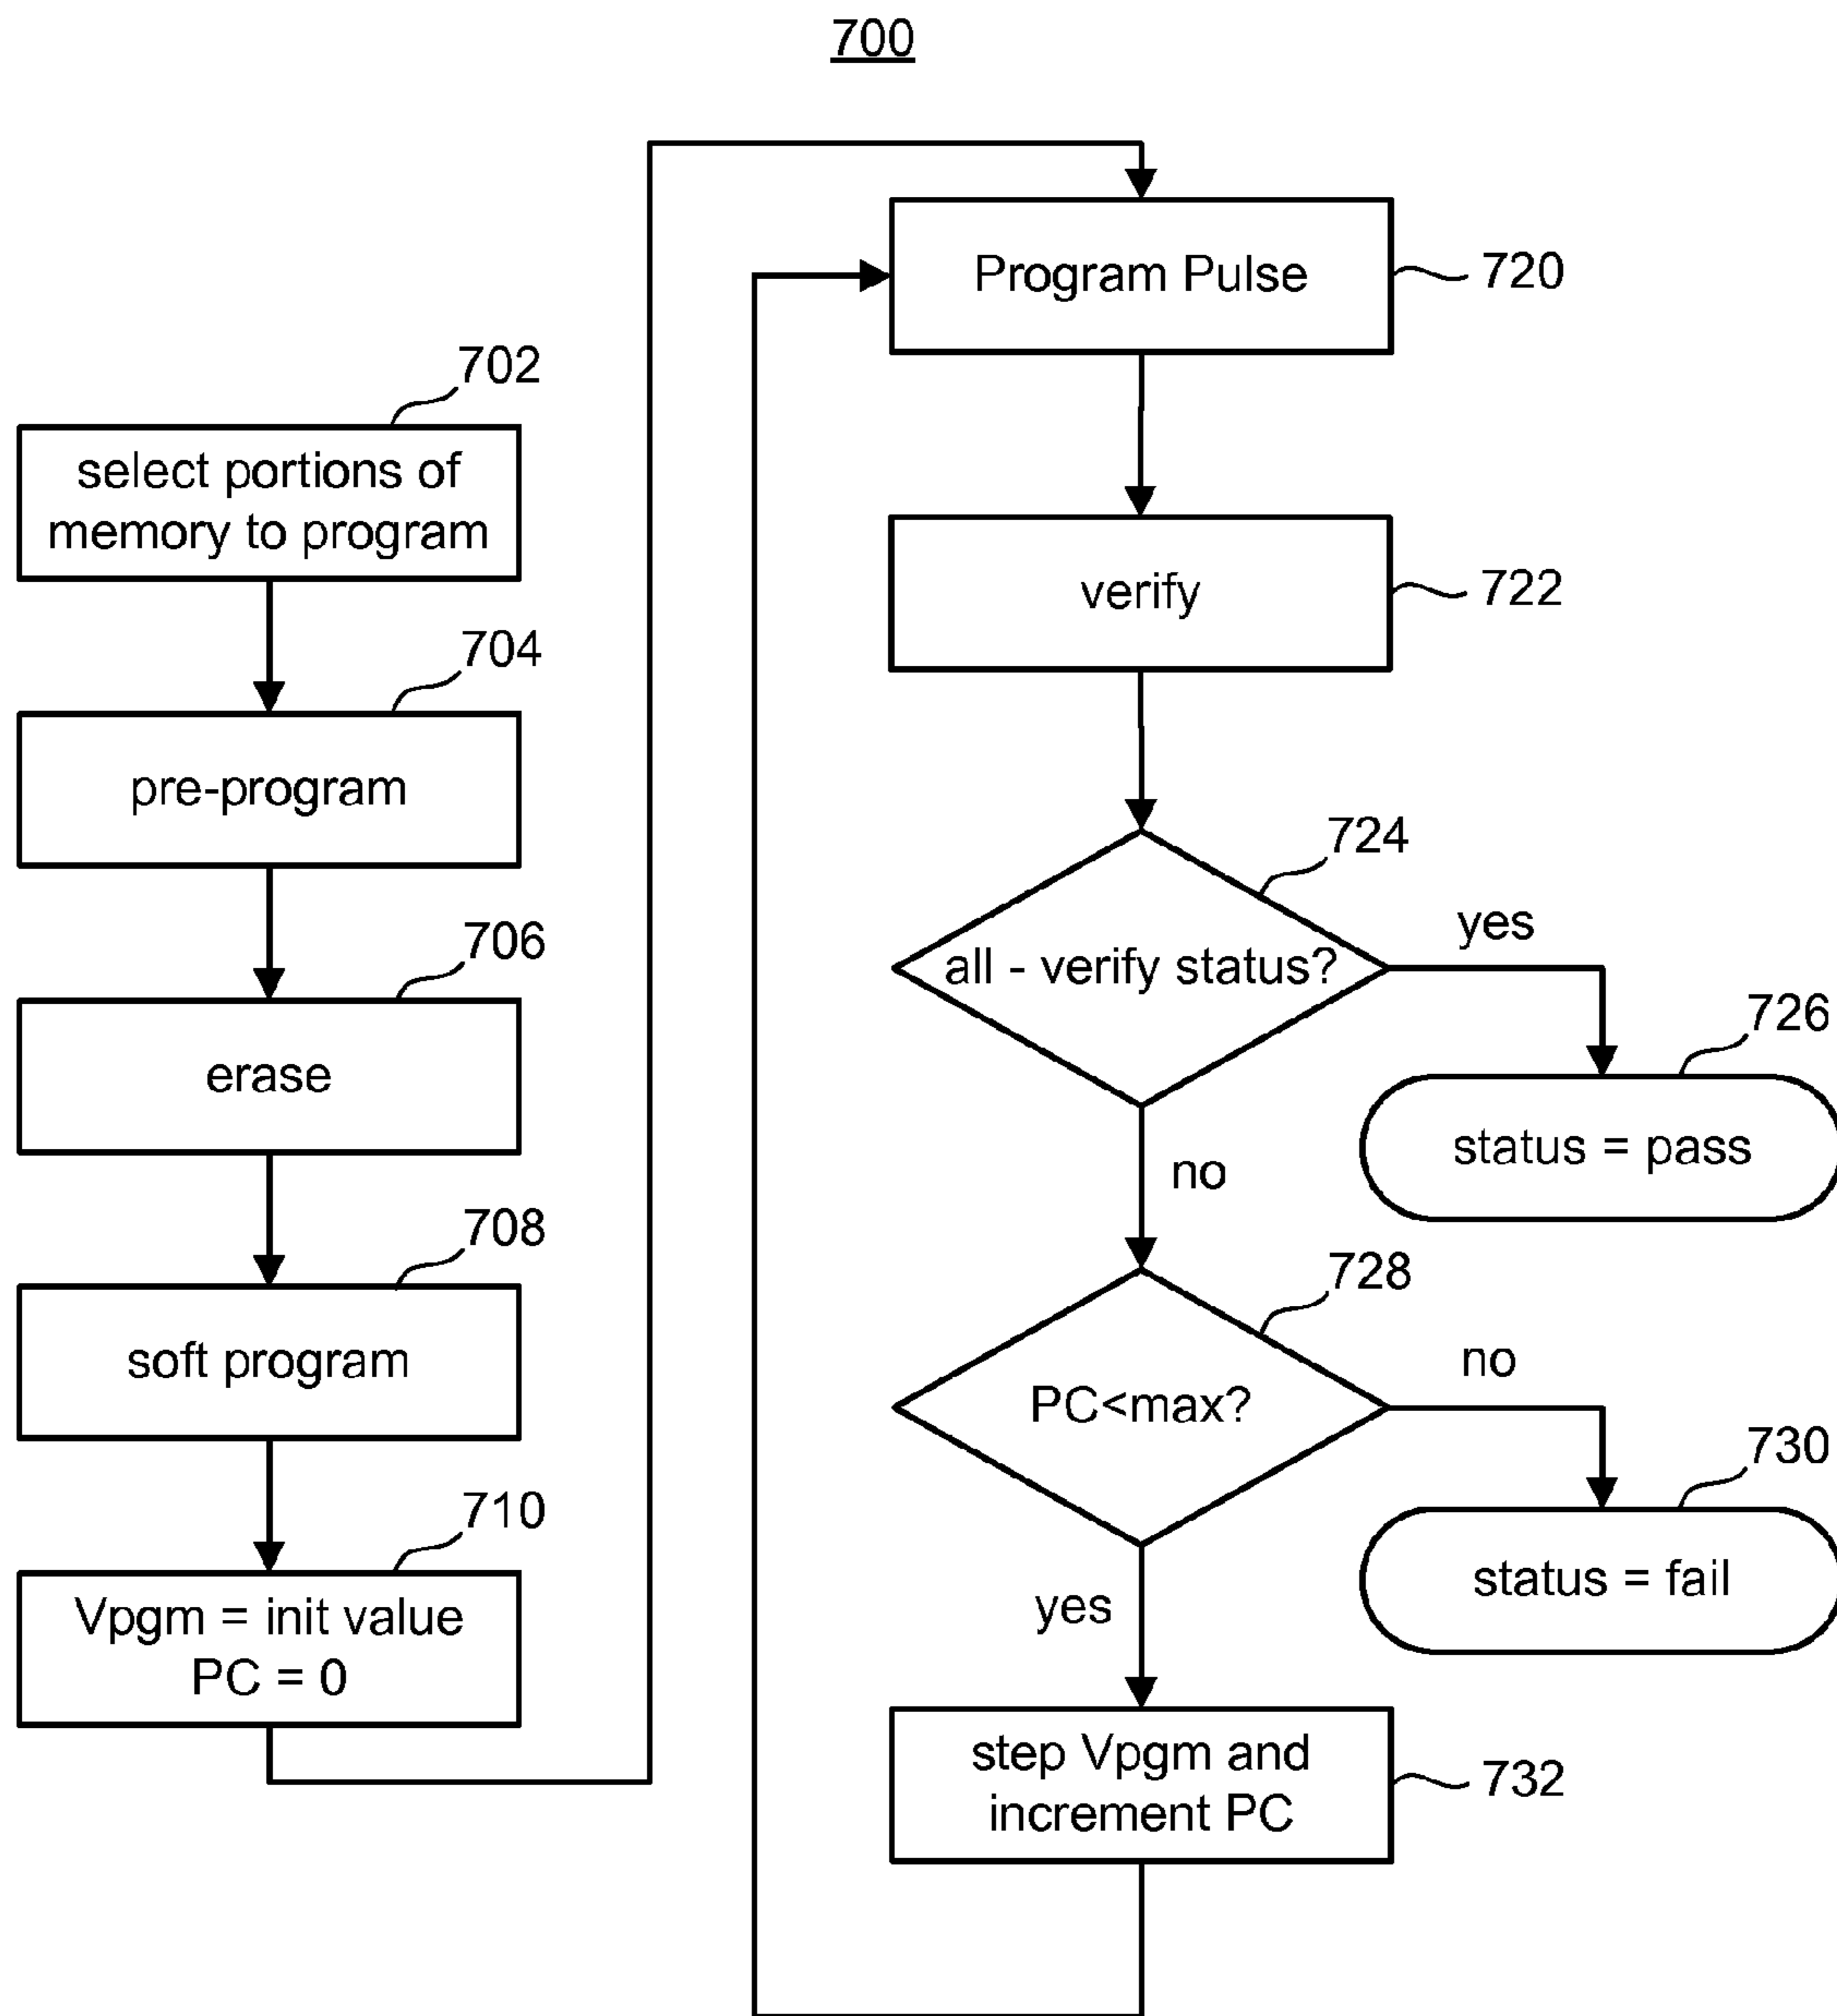 700
702
select portions of
memory to program
704
pre-program
706
erase
708
soft program
710
Vpgm = init value
PC = 0
Program Pulse
720
verify
722
724
all - verify status?
yes
726
status = pass
no
728
PC<max?
no
730
status = fail
yes
step Vpgm and
increment PC
732